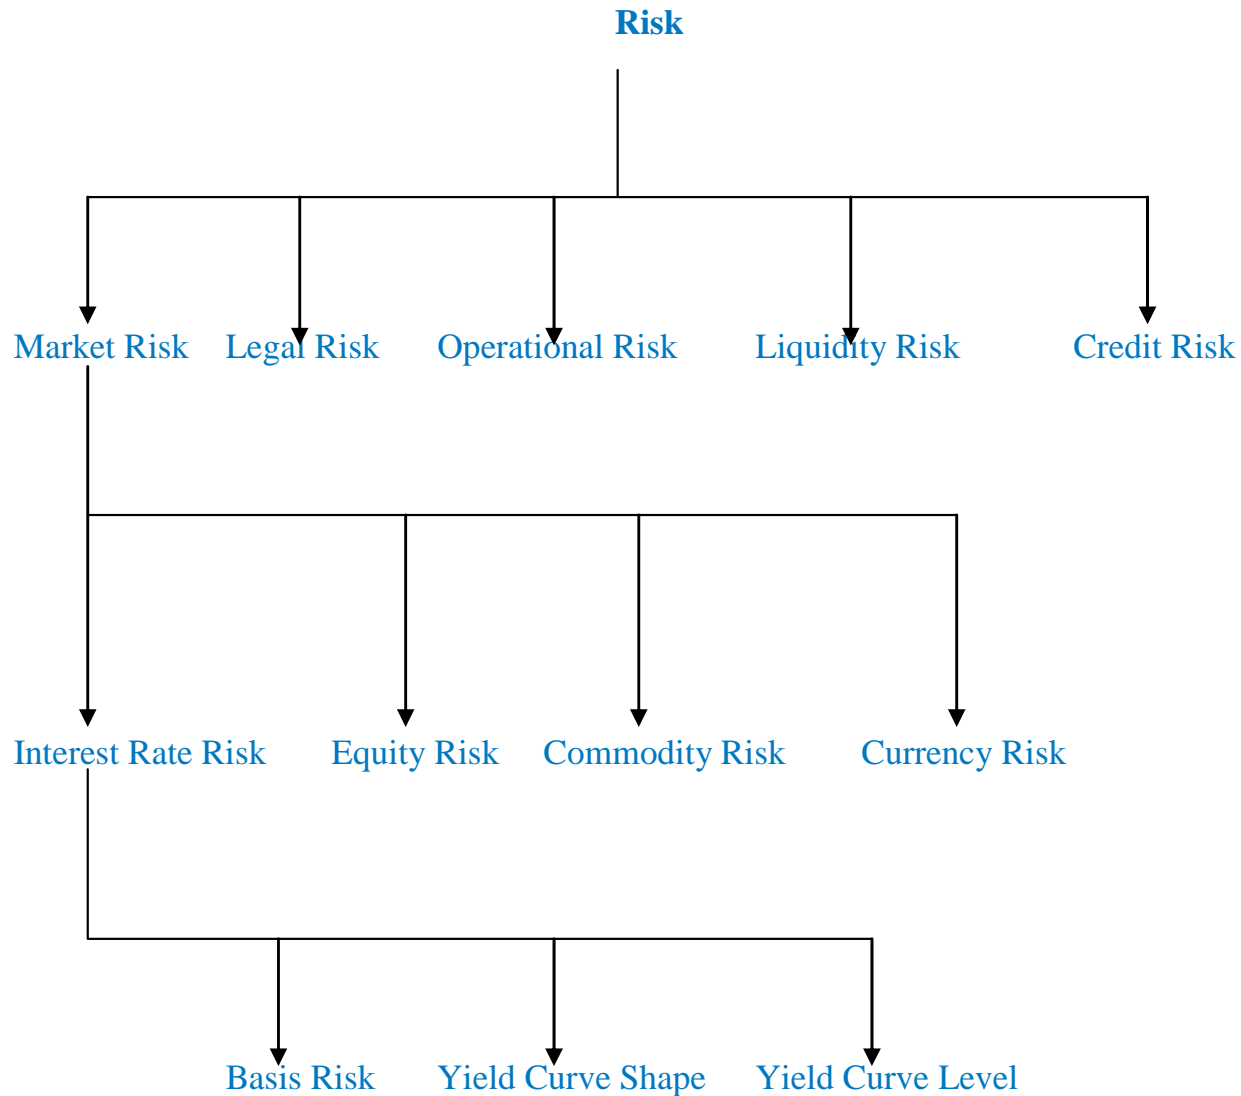 Risk
Market Risk Legal Risk Operational Risk Liquidity Risk Credit Risk
Interest Rate Risk Equity Risk Commodity Risk Currency Risk
Basis Risk Yield Curve Shape Yield Curve Level